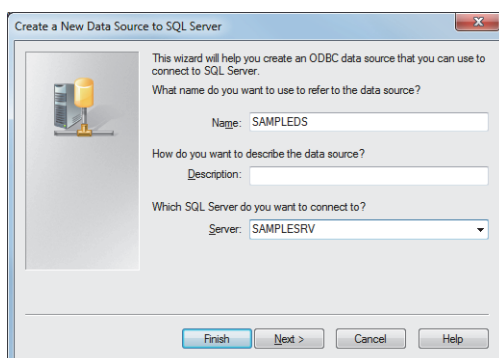 Create a New Data Source to SQL Server
This wizard will help you create an ODBC data source that you can use to
connect to SQL Server.
What name do you want to use to refer to the data source?
Name: SAMPLEDS
How do you want to describe the data source?
Description:
Which SQL Server do you want to connect to?
Server: SAMPLESRV
Finish Next > Cancel Help